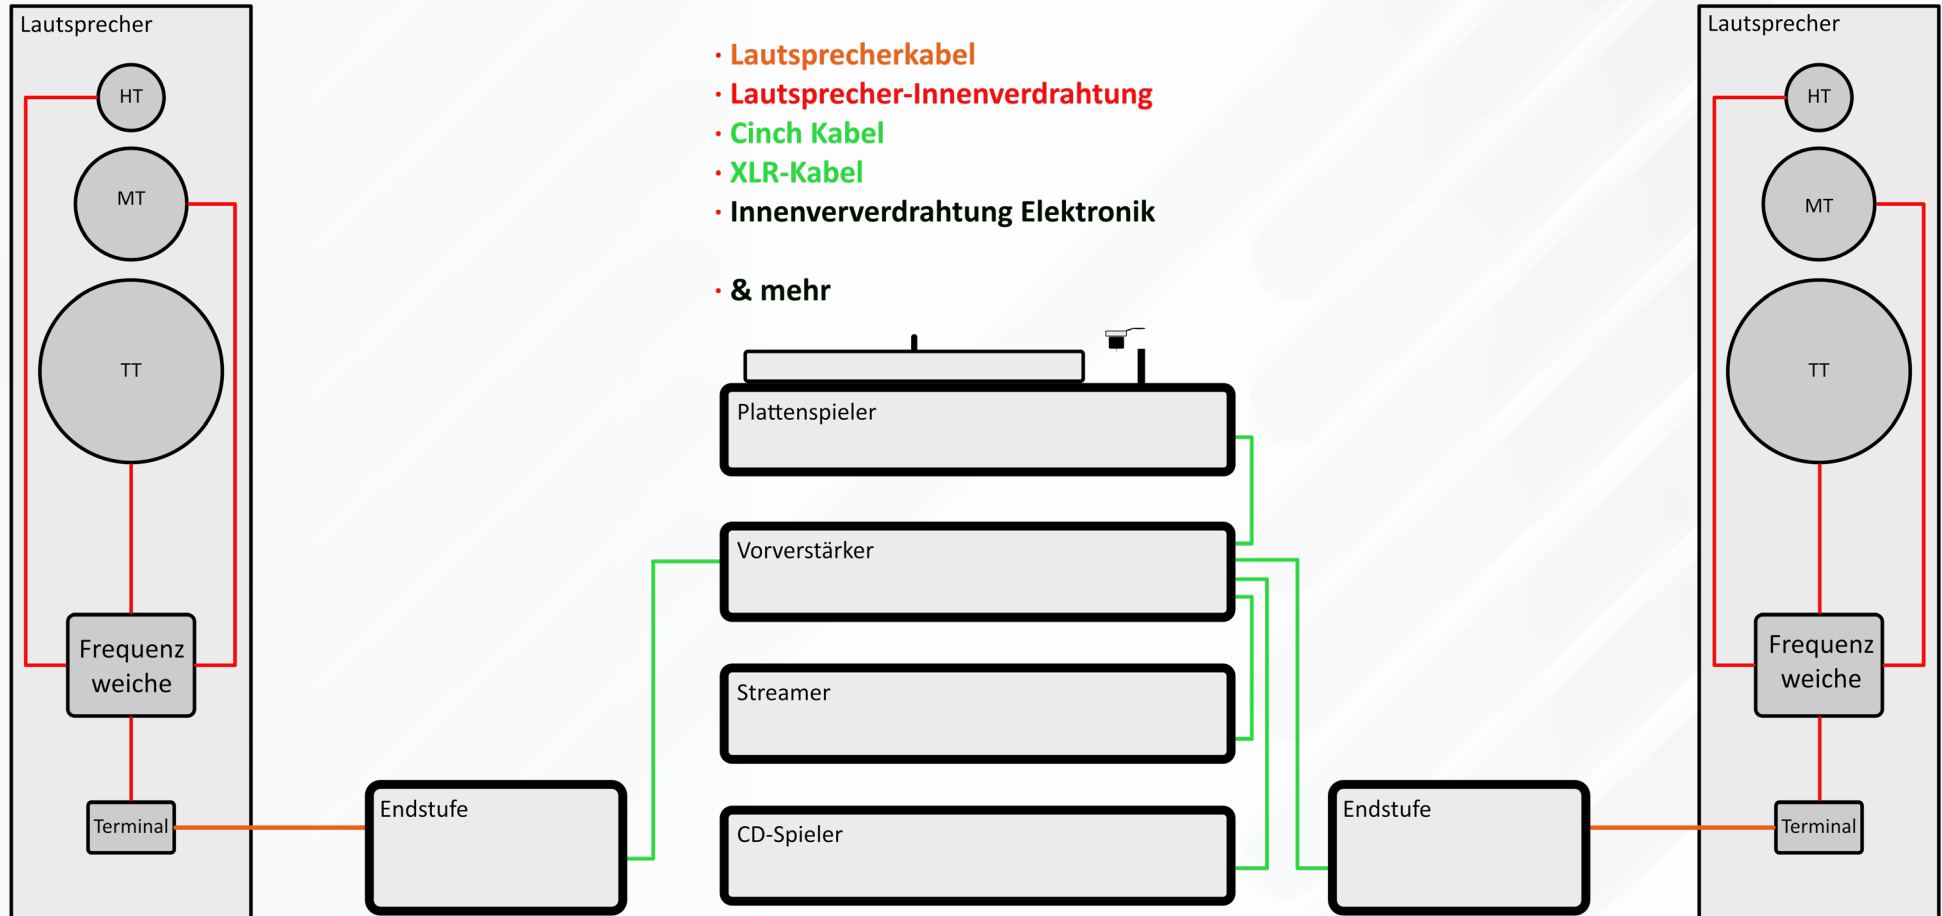 Lautsprecher
HT
MT
TT
Frequenz
weiche
Terminal
Endstufe
· Lautsprecherkabel
· Lautsprecher-Innenverdrahtung
· Cinch Kabel
· XLR-Kabel
· Innenververdrahtung Elektronik
· & mehr
Plattenspieler
Vorverstärker
Streamer
CD-Spieler
Endstufe
Lautsprecher
HT
MT
TT
Frequenz
weiche
Terminal